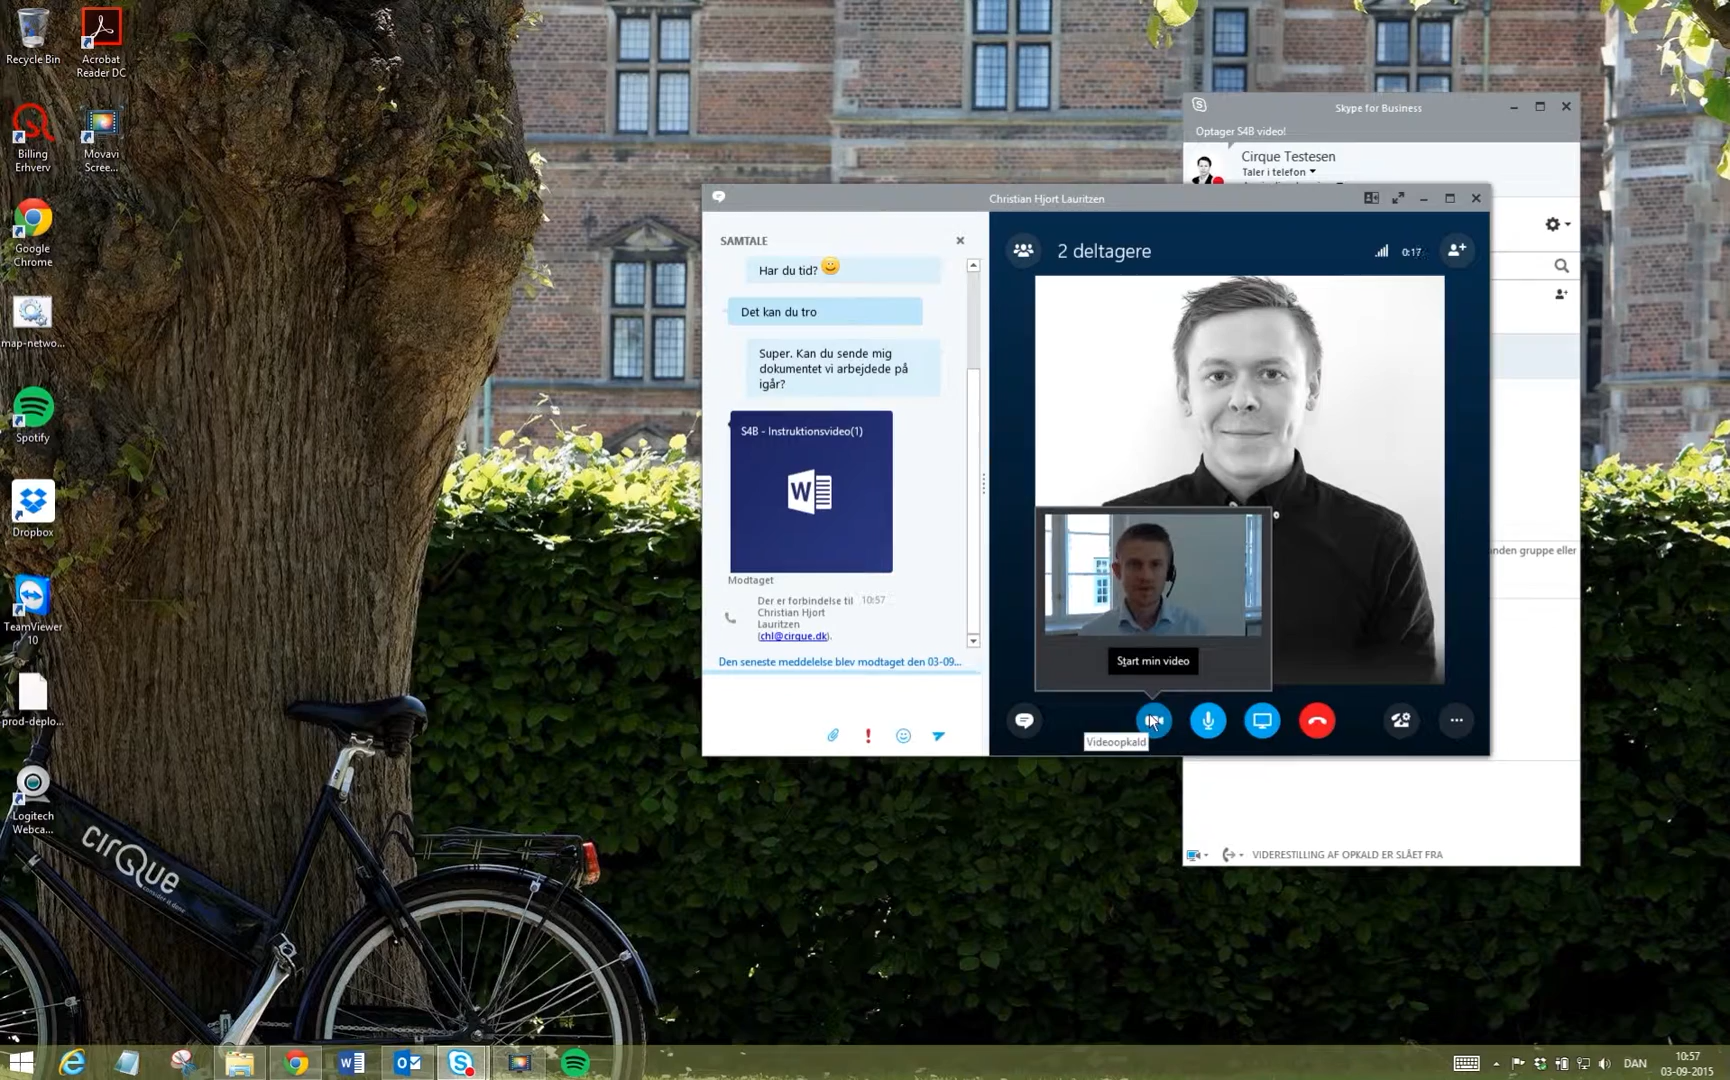 Recycle Bin
Acrobat
Reader DC
Billing
Erhverv
Movavi
Scree...
Google
Chrome
map-netwo...
Spotify
Dropbox
TeamViewer
10
prod-deplo...
Logitech
Webca...
CIRQUE
Skype for Business
Optager S4B video!
Cirque Testesen
Taler i telefon
Christian Hjort Lauritzen
SAMTALE
Har du tid?
Det kan du tro
Super. Kan du sende mig
dokumentet vi arbejdede på
igår?
S4B - Instruktionsvideo(1)
W
Modtaget
Der er forbindelse til
Christian Hjort
Lauritzen
(chl@cirque.dk).
10:57
Den seneste meddelelse blev modtaget den 03-09...
2 deltagere
0:17
Start min video
Videoopkald
anden gruppe eller
VIDERESTILLING AF OPKALD ER SLÅET FRA
DAN
10:57
03-09-2015